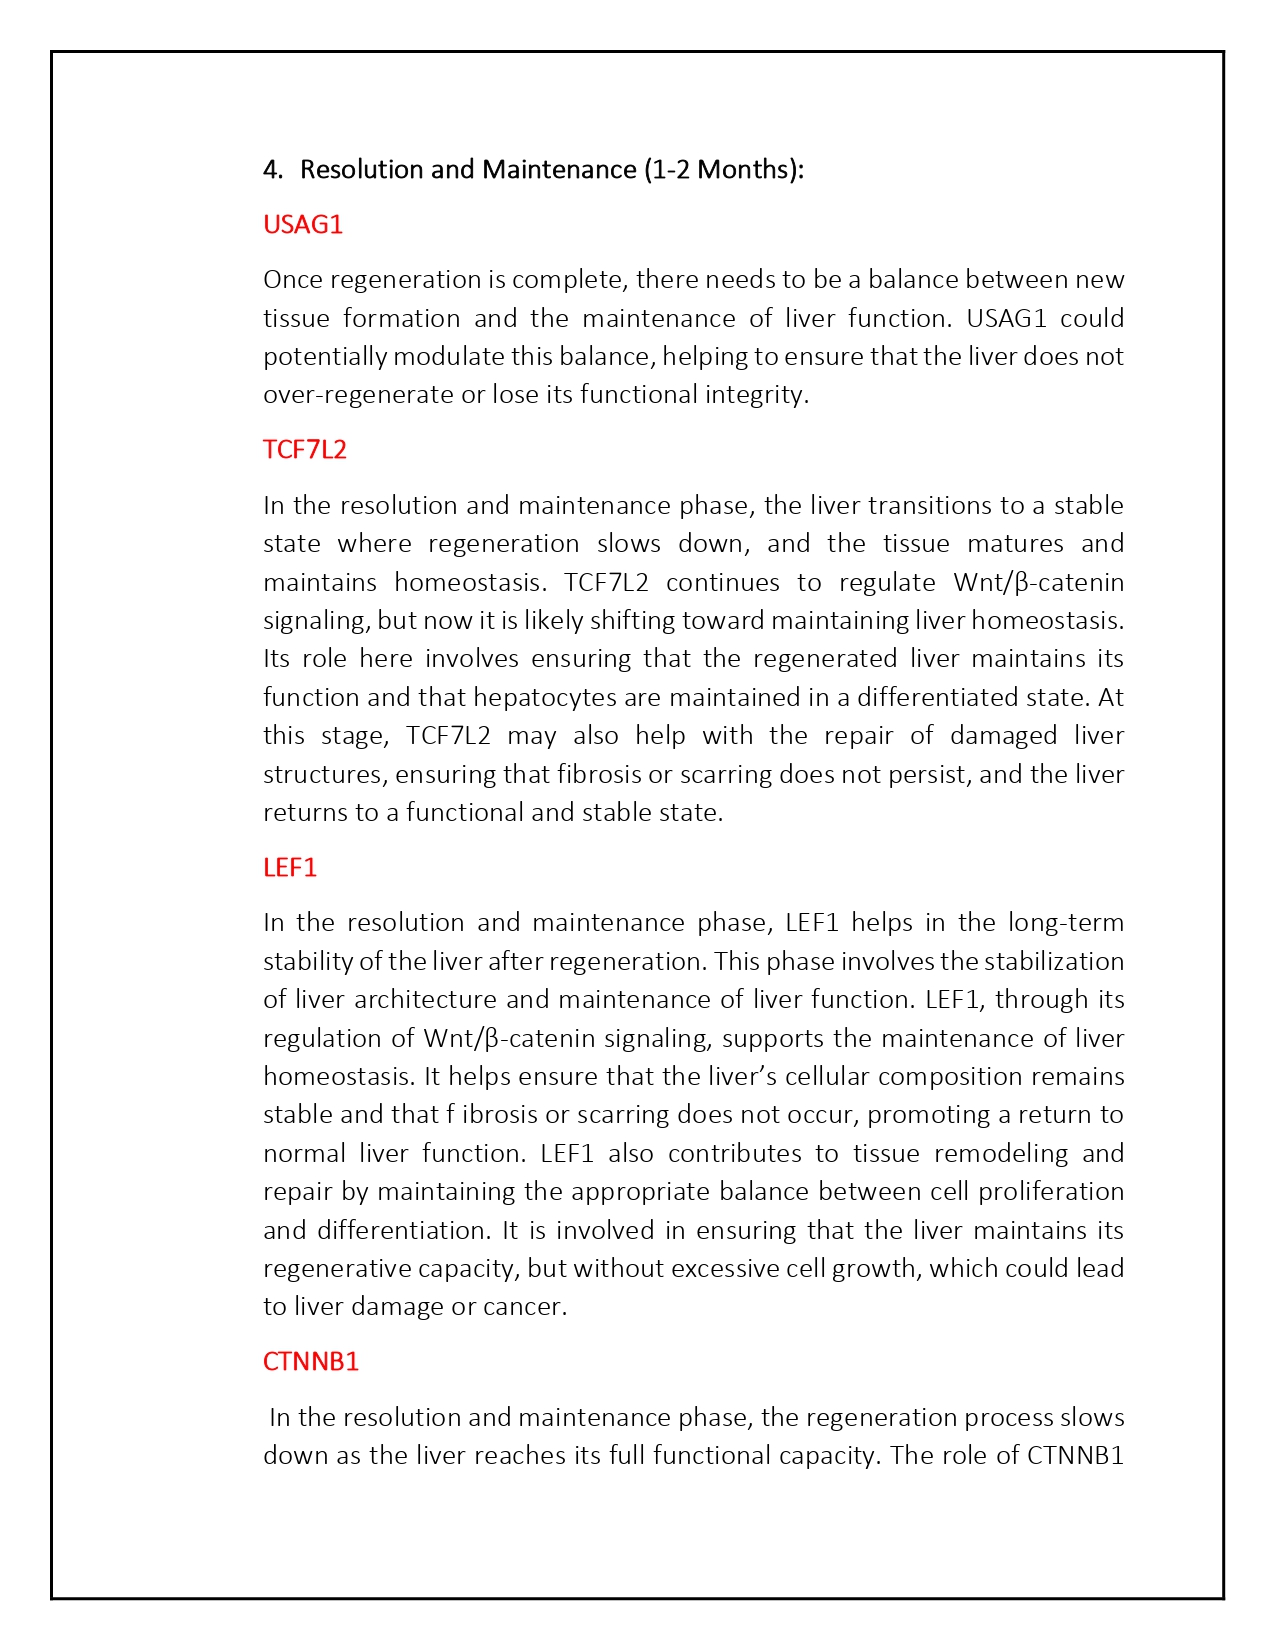 4. Resolution and Maintenance (1-2 Months):
USAG1
Once regeneration is complete, there needs to be a balance between new
tissue formation and the maintenance of liver function. USAG1 could
potentially modulate this balance, helping to ensure that the liver does not
over-regenerate or lose its functional integrity.
TCF7L2
In the resolution and maintenance phase, the liver transitions to a stable
state where regeneration slows down, and the tissue matures and
maintains homeostasis. TCF7L2 continues to regulate Wnt/β-catenin
signaling, but now it is likely shifting toward maintaining liver homeostasis.
Its role here involves ensuring that the regenerated liver maintains its
function and that hepatocytes are maintained in a differentiated state. At
this stage, TCF7L2 may also help with the repair of damaged liver
structures, ensuring that fibrosis or scarring does not persist, and the liver
returns to a functional and stable state.
LEF1
In the resolution and maintenance phase, LEF1 helps in the long-term
stability of the liver after regeneration. This phase involves the stabilization
of liver architecture and maintenance of liver function. LEF1, through its
regulation of Wnt/β-catenin signaling, supports the maintenance of liver
homeostasis. It helps ensure that the liver’s cellular composition remains
stable and that f ibrosis or scarring does not occur, promoting a return to
normal liver function. LEF1 also contributes to tissue remodeling and
repair by maintaining the appropriate balance between cell proliferation
and differentiation. It is involved in ensuring that the liver maintains its
regenerative capacity, but without excessive cell growth, which could lead
to liver damage or cancer.
CTNNB1
In the resolution and maintenance phase, the regeneration process slows
down as the liver reaches its full functional capacity. The role of CTNNB1